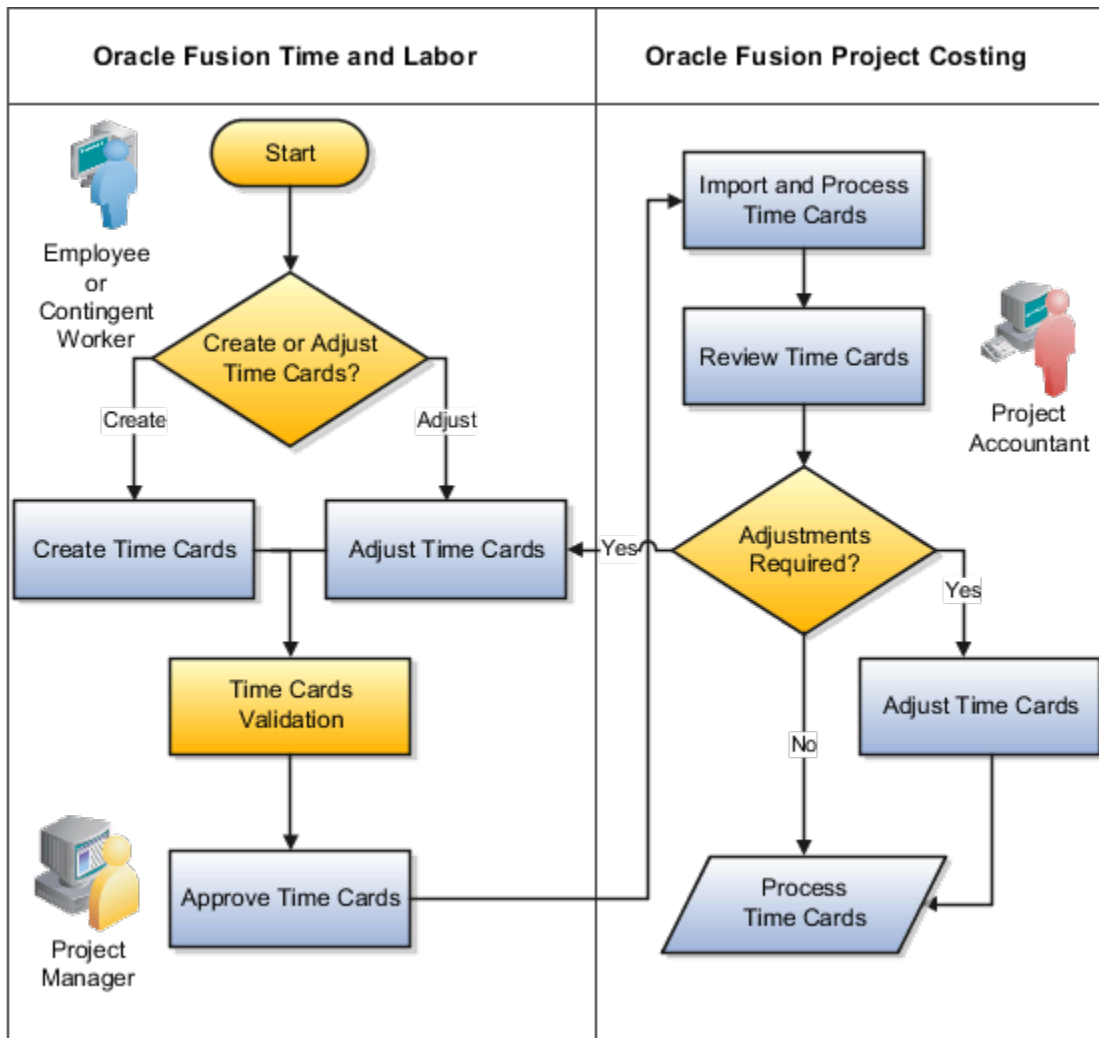 Oracle Fusion Time and Labor
Oracle Fusion Project Costing
Start
Employee
or
Contingent
Worker
Create or Adjust
Time Cards?
Create
Adjust
Create Time Cards
Adjust Time Cards
Time Cards
Validation
Approve Time Cards
Project
Manager
Import and Process
Time Cards
Review Time Cards
Project
Accountant
Adjustments
Required?
Yes
Yes
No
Adjust Time Cards
Process
Time Cards